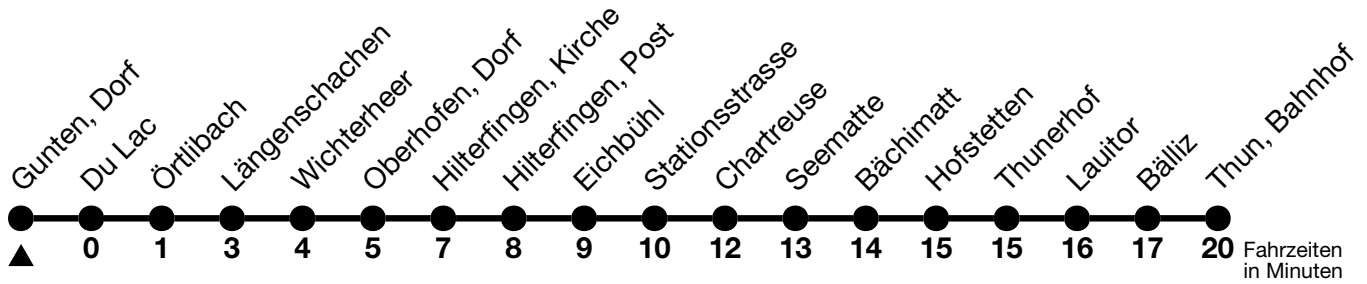 Gunten, Dorf
Du Lac
Örtlibach
Längenschachen
Wichterheer
Oberhofen, Dorf
Hilterfingen, Kirche
Hilterfingen, Post
Eichbühl
Stationsstrasse
Chartreuse
Seematte
Bächimatt
Hofstetten
Thunerhof
Lauitor
Bälliz
Thun, Bahnhof
0 1 3 4 5 7 8 9 10 12 13 14 15 15 16 17 20 Fahrzeiten
in Minuten